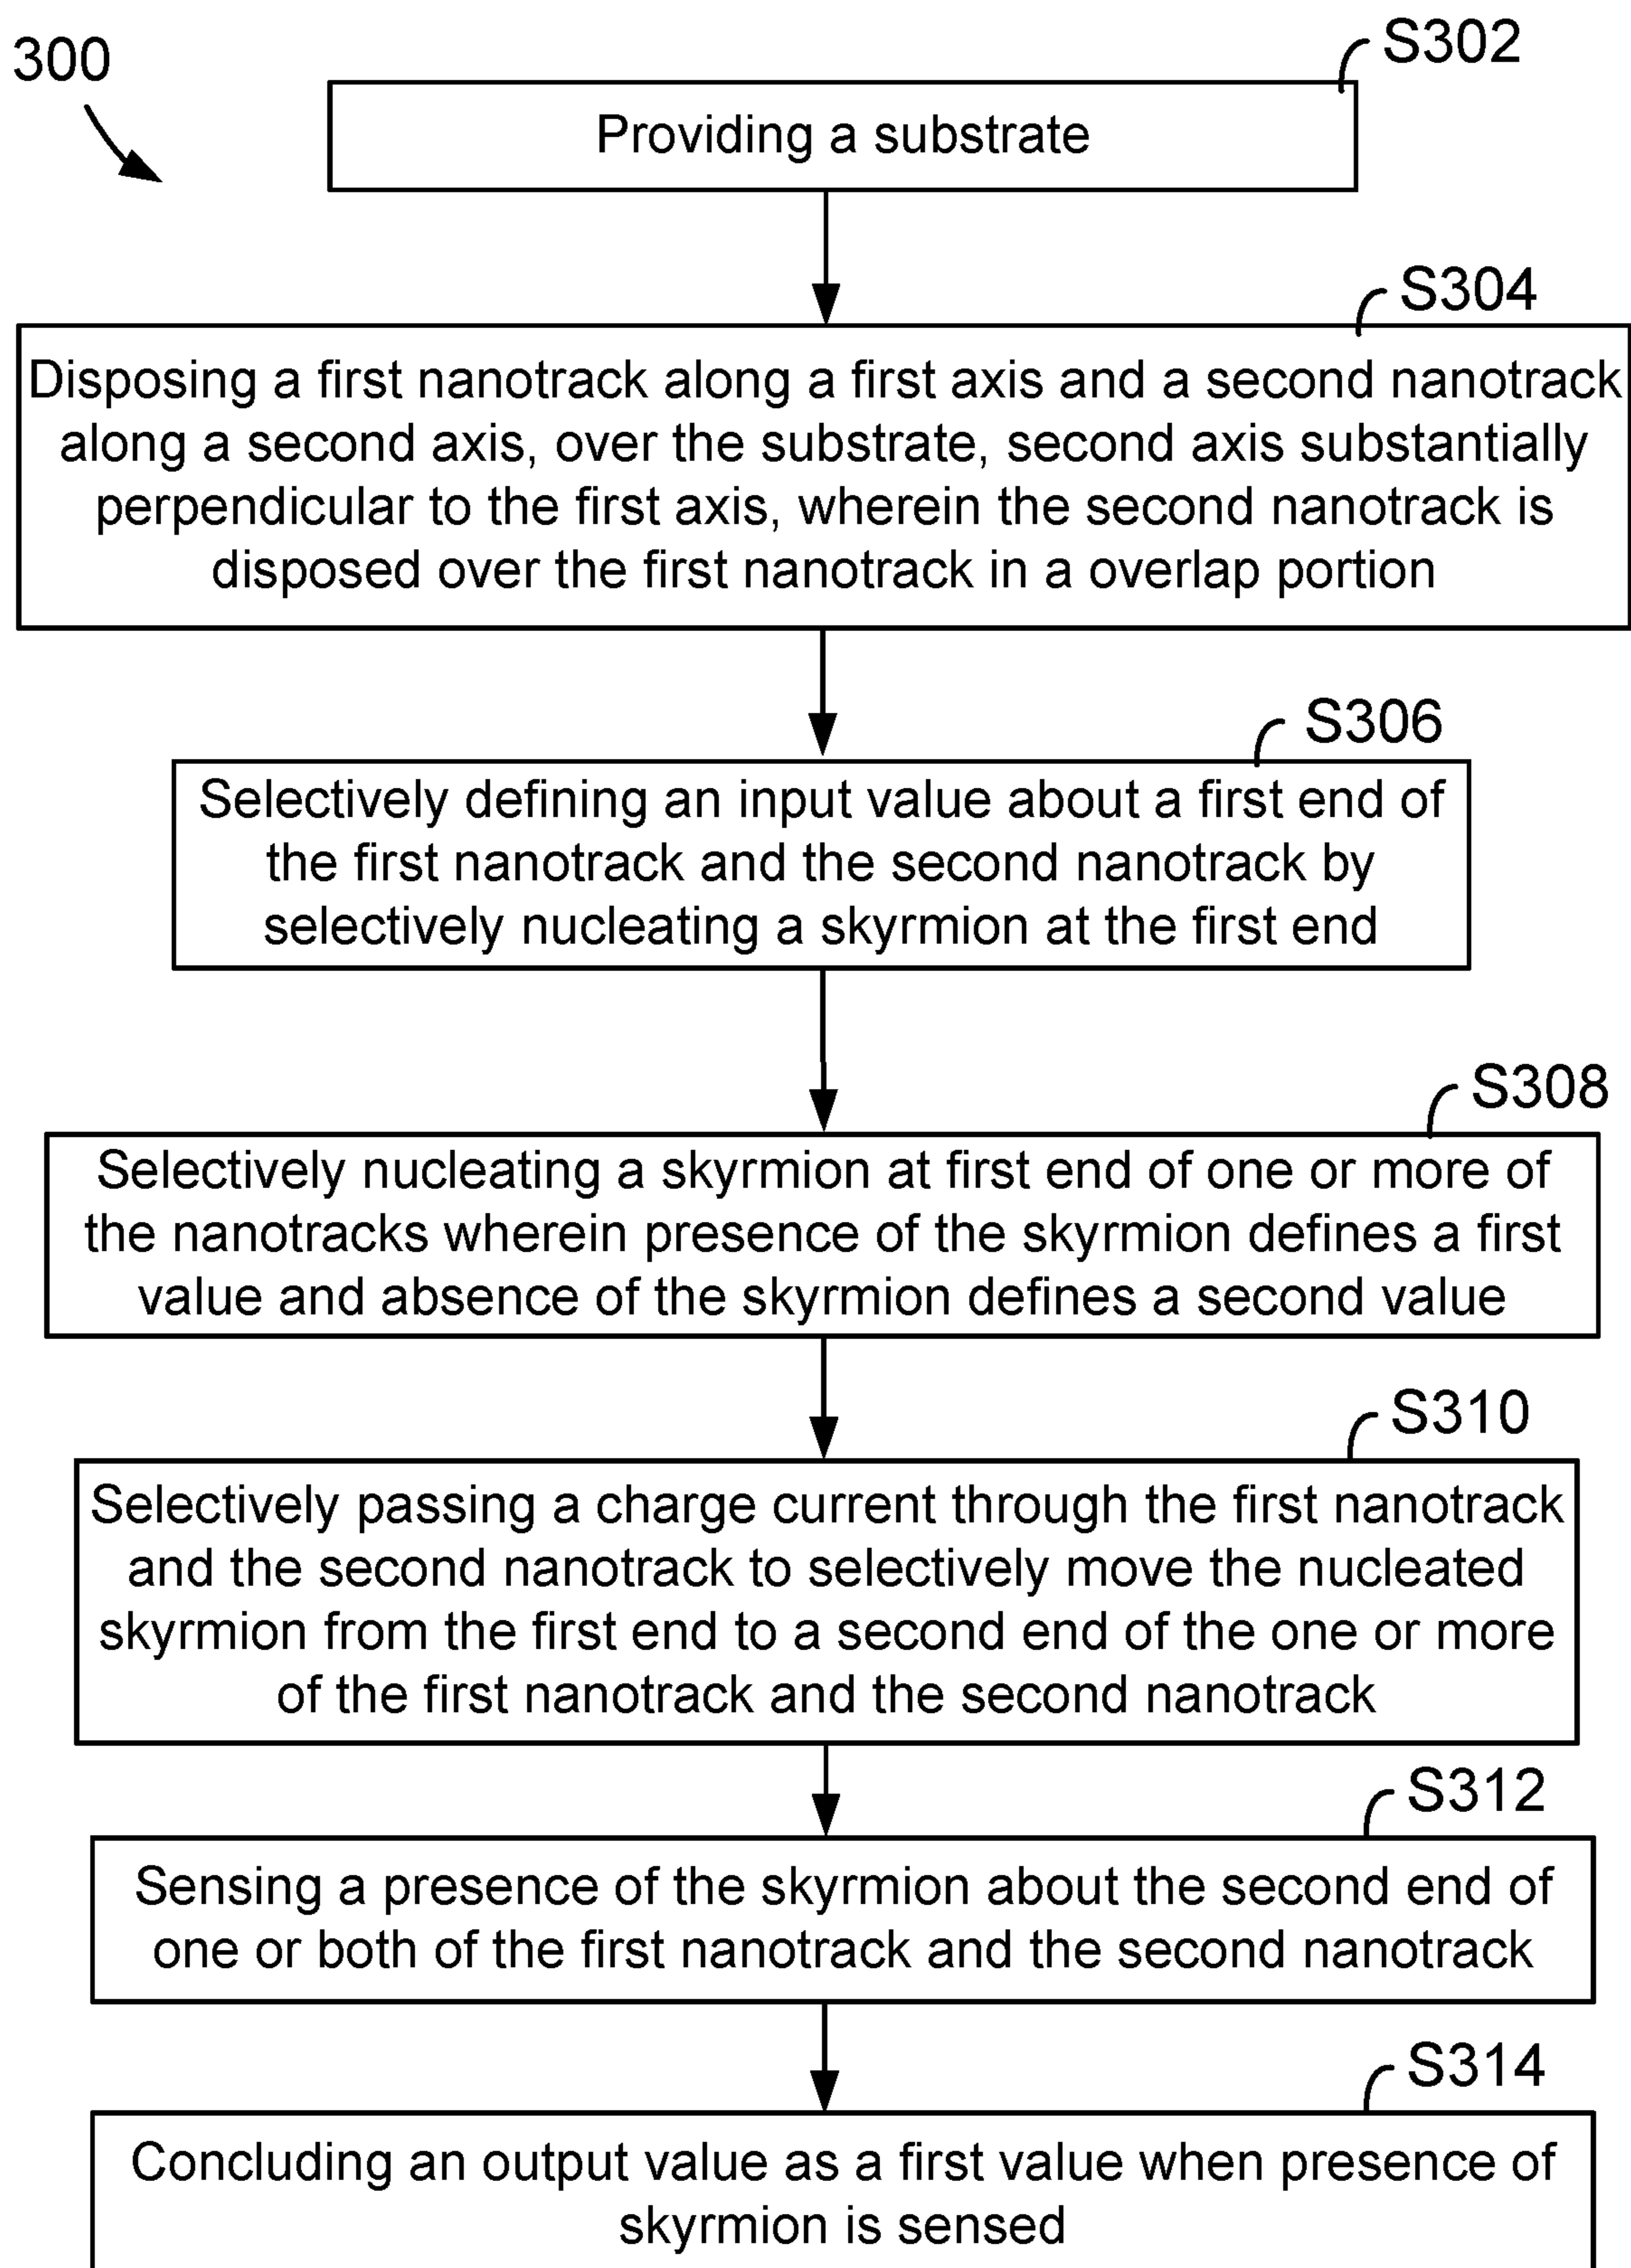 300
S302
Providing a substrate
S304
Disposing a first nanotrack along a first axis and a second nanotrack
along a second axis, over the substrate, second axis substantially
perpendicular to the first axis, wherein the second nanotrack is
disposed over the first nanotrack in a overlap portion
S306
Selectively defining an input value about a first end of
the first nanotrack and the second nanotrack by
selectively nucleating a skyrmion at the first end
S308
Selectively nucleating a skyrmion at first end of one or more of
the nanotracks wherein presence of the skyrmion defines a first
value and absence of the skyrmion defines a second value
S310
Selectively passing a charge current through the first nanotrack
and the second nanotrack to selectively move the nucleated
skyrmion from the first end to a second end of the one or more
of the first nanotrack and the second nanotrack
S312
Sensing a presence of the skyrmion about the second end of
one or both of the first nanotrack and the second nanotrack
S314
Concluding an output value as a first value when presence of
skyrmion is sensed